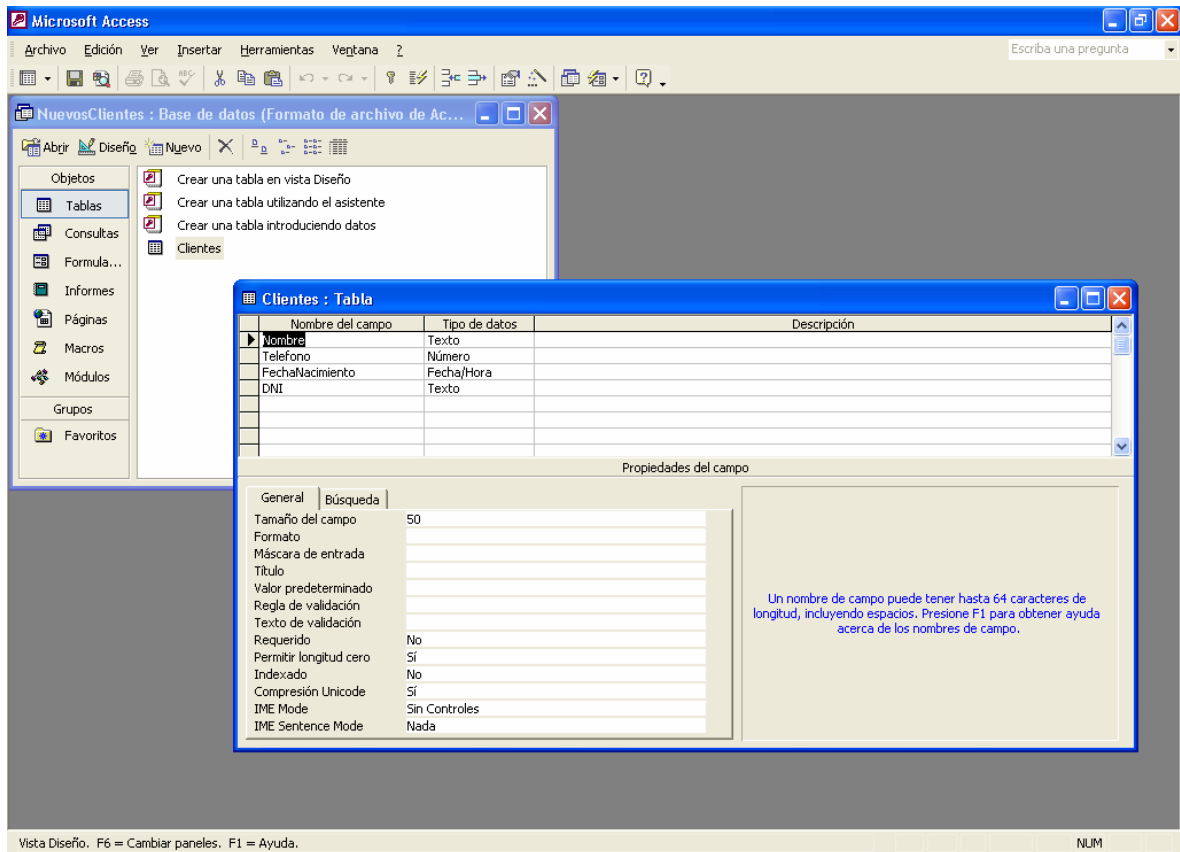 Microsoft Access
Archivo Edición Ver Insertar Herramientas Ventana ?
Escriba una pregunta
NuevosClientes : Base de datos (Formato de archivo de Ac...
Abrir Diseño Nuevo
Objetos
Tablas
Consultas
Formula...
Informes
Páginas
Macros
Módulos
Grupos
Favoritos
Crear una tabla en vista Diseño
Crear una tabla utilizando el asistente
Crear una tabla introduciendo datos
Clientes
Clientes : Tabla
Nombre del campo Tipo de datos Descripción
Nombre Texto
Telefono Número
FechaNacimiento Fecha/Hora
DNI Texto
Propiedades del campo
General Búsqueda
Tamaño del campo 50
Formato
Máscara de entrada
Título
Valor predeterminado
Regla de validación
Texto de validación
Requerido No
Permitir longitud cero Sí
Indexado No
Compresión Unicode Sí
IME Mode Sin Controles
IME Sentence Mode Nada
Un nombre de campo puede tener hasta 64 caracteres de
longitud, incluyendo espacios. Presione F1 para obtener ayuda
acerca de los nombres de campo.
Vista Diseño. F6 = Cambiar paneles. F1 = Ayuda.
NUM